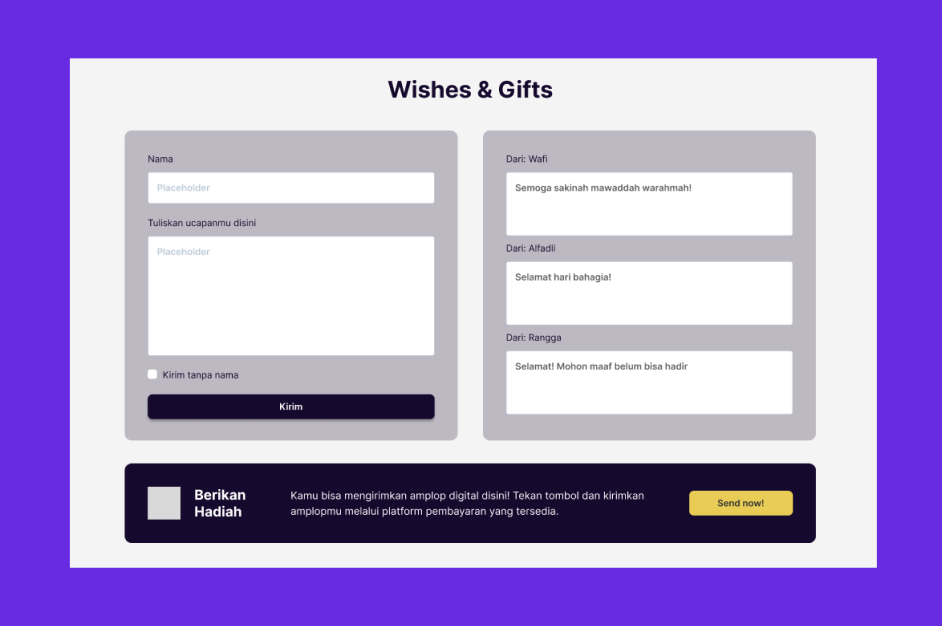 Wishes & Gifts
Nama
Placeholder
Tuliskan ucapanmu disini
Placeholder
Kirim tanpa nama
Kirim
Dari: Wafi
Semoga sakinah mawaddah warahmah!
Dari: Alfadli
Selamat hari bahagia!
Dari: Rangga
Selamat! Mohon maaf belum bisa hadir
Berikan
Hadiah
Kamu bisa mengirimkan amplop digital disini! Tekan tombol dan kirimkan
amplopmu melalui platform pembayaran yang tersedia.
Send now!